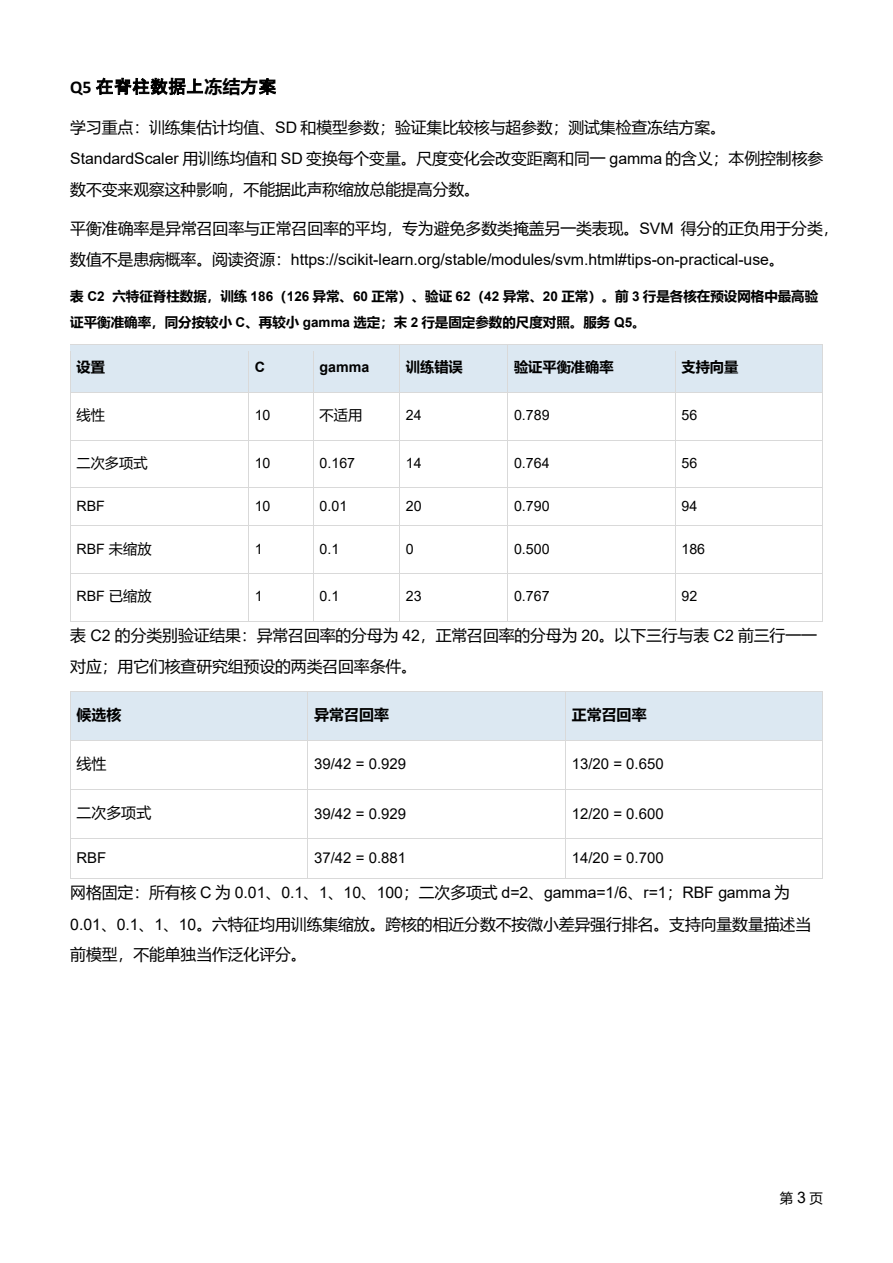 Q5 在脊柱数据上冻结方案
学习重点：训练集估计均值、SD 和模型参数；验证集比较核与超参数；测试集检查冻结方案。
StandardScaler 用训练均值和 SD 变换每个变量。尺度变化会改变距离和同一 gamma 的含义；本例控制核参
数不变来观察这种影响，不能据此声称缩放总能提高分数。
平衡准确率是异常召回率与正常召回率的平均，专为避免多数类掩盖另一类表现。SVM 得分的正负用于分类，
数值不是患病概率。阅读资源：https://scikit-learn.org/stable/modules/svm.html#tips-on-practical-use。
表 C2 六特征脊柱数据，训练 186（126 异常、60 正常）、验证 62（42 异常、20 正常）。前 3 行是各核在预设网格中最高验
证平衡准确率，同分按较小 C、再较小 gamma 选定；末 2 行是固定参数的尺度对照。服务 Q5。
设置 C gamma 训练错误 验证平衡准确率 支持向量
线性 10 不适用 24 0.789 56
二次多项式 10 0.167 14 0.764 56
RBF 10 0.01 20 0.790 94
RBF 未缩放 1 0.1 0 0.500 186
RBF 已缩放 1 0.1 23 0.767 92
表 C2 的分类别验证结果：异常召回率的分母为 42，正常召回率的分母为 20。以下三行与表 C2 前三行一一
对应；用它们核查研究组预设的两类召回率条件。
候选核 异常召回率 正常召回率
线性 39/42 = 0.929 13/20 = 0.650
二次多项式 39/42 = 0.929 12/20 = 0.600
RBF 37/42 = 0.881 14/20 = 0.700
网格固定：所有核 C 为 0.01、0.1、1、10、100；二次多项式 d=2、gamma=1/6、r=1；RBF gamma 为
0.01、0.1、1、10。六特征均用训练集缩放。跨核的相近分数不按微小差异强行排名。支持向量数量描述当
前模型，不能单独当作泛化评分。
第 3 页